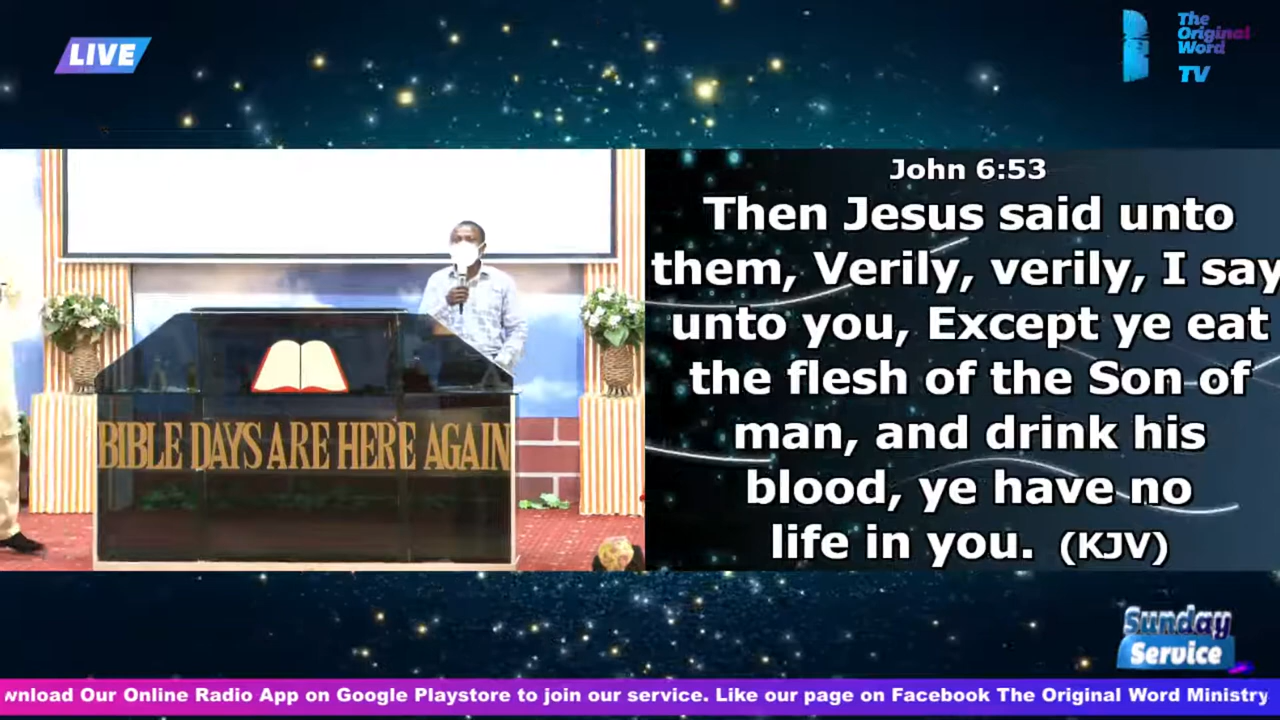 LIVE
The
Original
Word
TV
John 6:53
Then Jesus said unto
them, Verily, verily, I say
unto you, Except ye eat
the flesh of the Son of
man, and drink his
blood, ye have no
life in you. (KJV)
BIBLE DAYS ARE HERE AGAIN
Sunday
Service
wnload Our Online Radio App on Google Playstore to join our service. Like our page on Facebook The Original Word Ministry